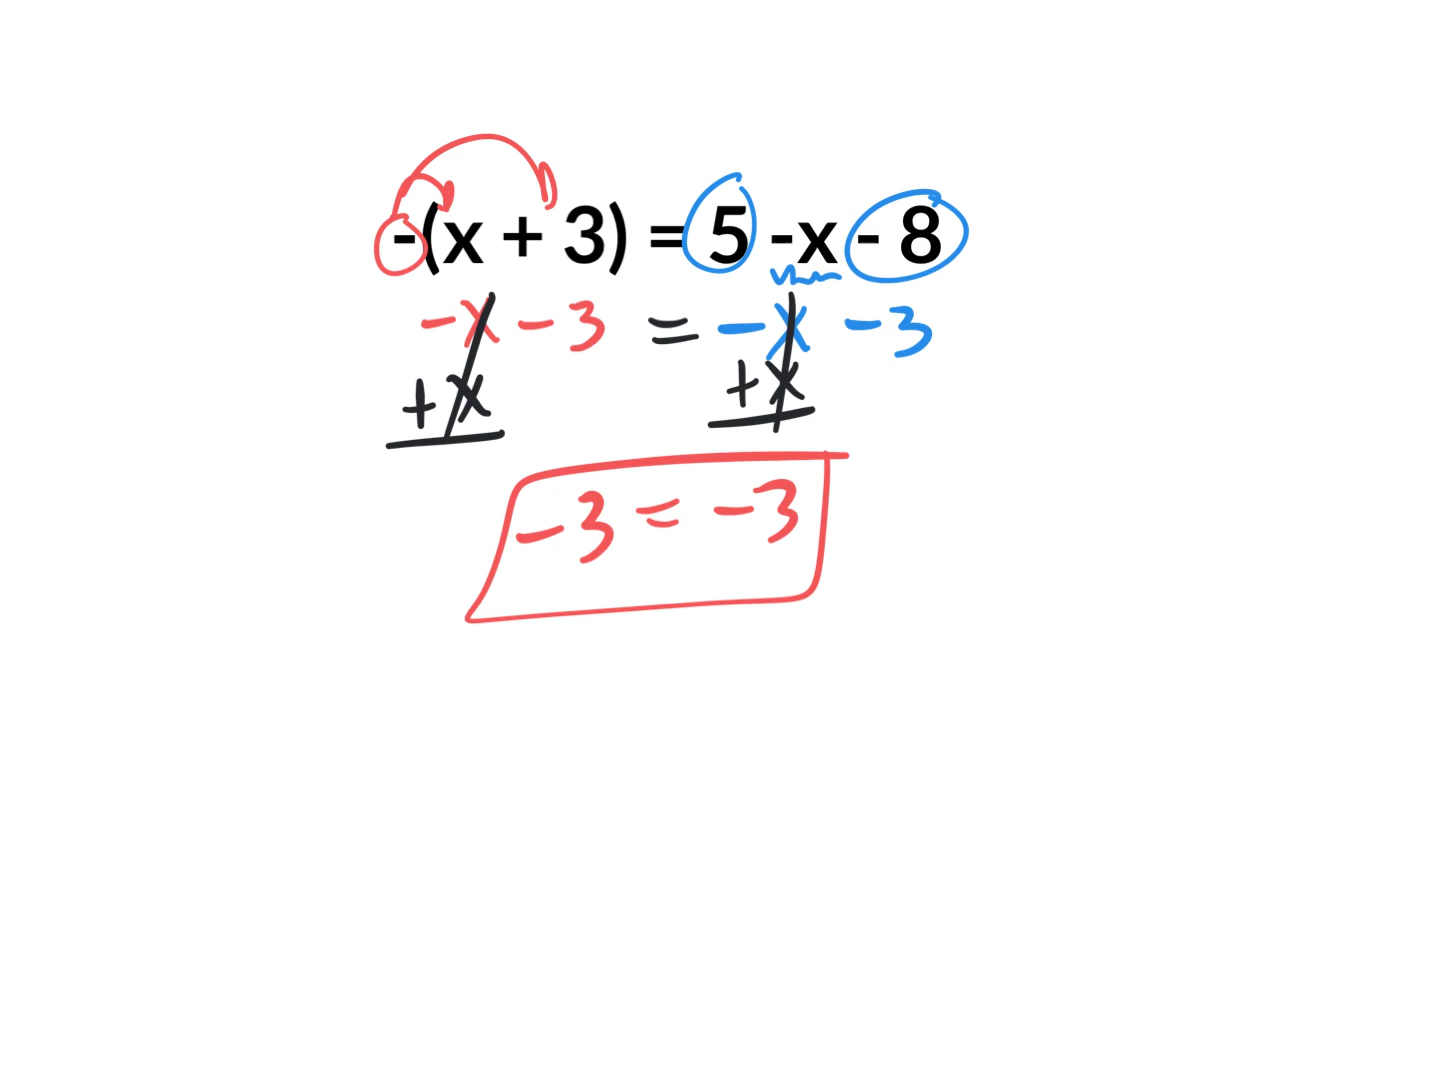 -(x + 3) = 5 -x - 8
-x - 3 = -x - 3
+x +x
-3 = -3